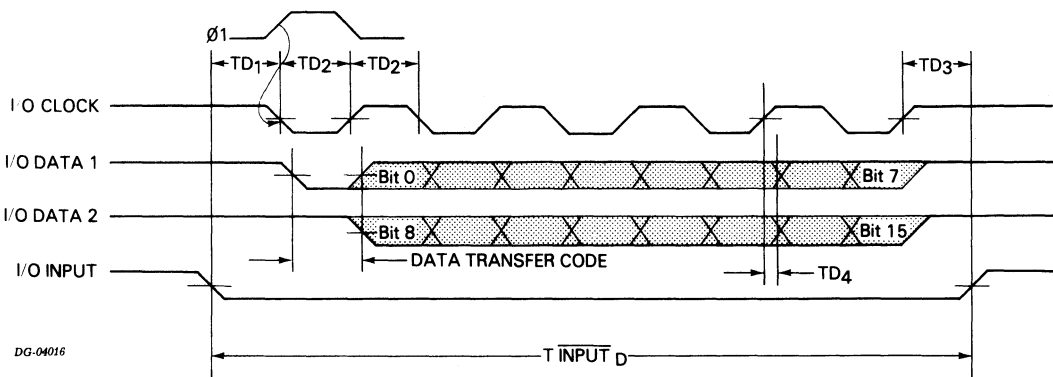 Ø1
TD1 TD2 TD2 TD3
I/O CLOCK
I/O DATA 1 Bit 0 Bit 7
I/O DATA 2 Bit 8 Bit 15
DATA TRANSFER CODE TD4
I/O INPUT
DG-04016
T INPUT D